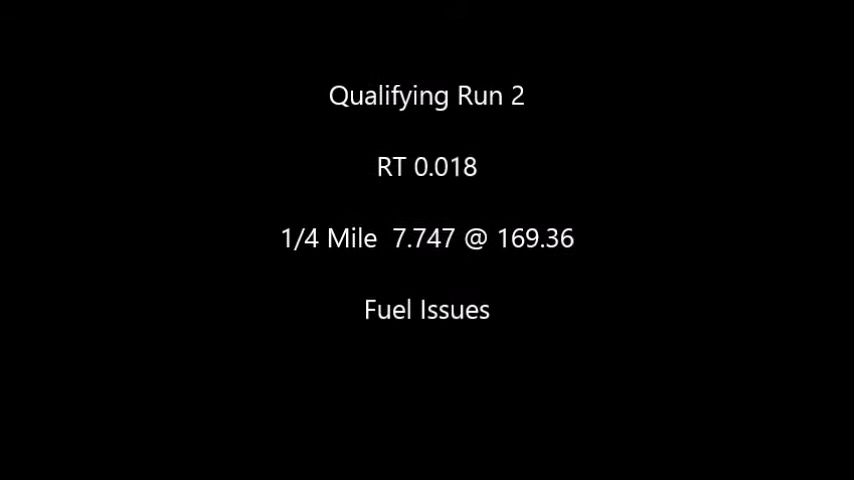 Qualifying Run 2
RT 0.018
1/4 Mile  7.747 @ 169.36
Fuel Issues